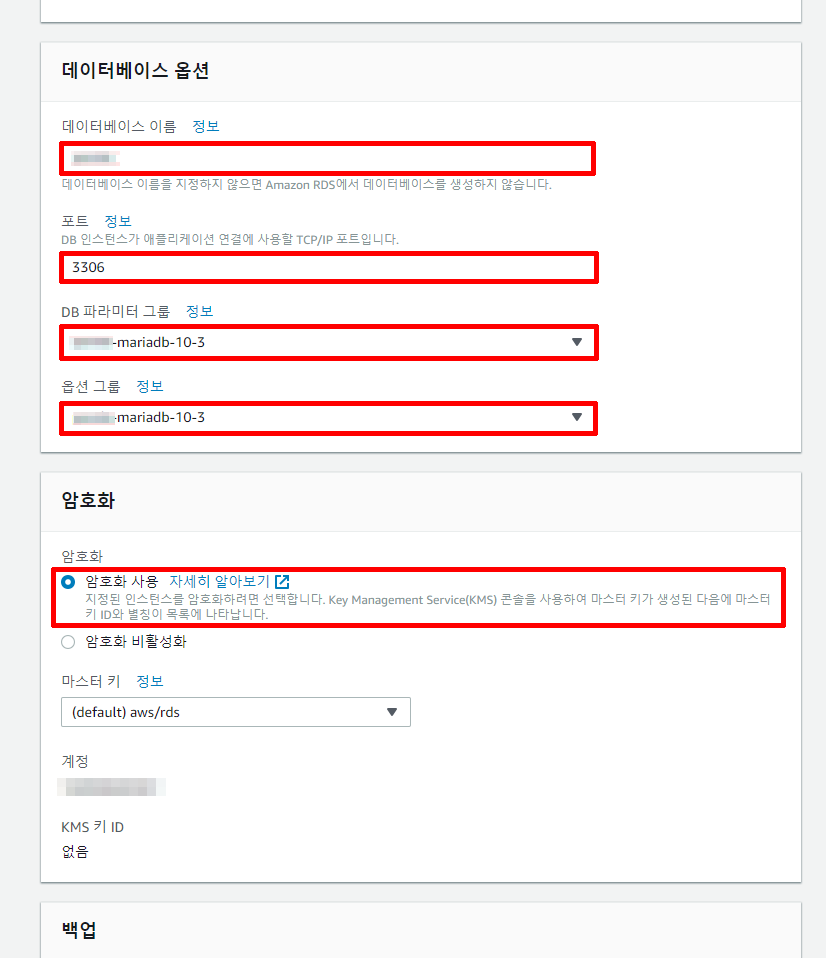 데이터베이스 옵션
데이터베이스 이름 정보
데이터베이스 이름을 지정하지 않으면 Amazon RDS에서 데이터베이스를 생성하지 않습니다.
포트 정보
DB 인스턴스가 애플리케이션 연결에 사용할 TCP/IP 포트입니다.
3306
DB 파라미터 그룹 정보
-mariadb-10-3
옵션 그룹 정보
-mariadb-10-3
암호화
암호화
암호화 사용 자세히 알아보기
지정된 인스턴스를 암호화하려면 선택합니다. Key Management Service(KMS) 콘솔을 사용하여 마스터 키가 생성된 다음에 마스터
키 ID와 별칭이 목록에 나타납니다.
암호화 비활성화
마스터 키 정보
(default) aws/rds
계정
KMS 키 ID
없음
백업